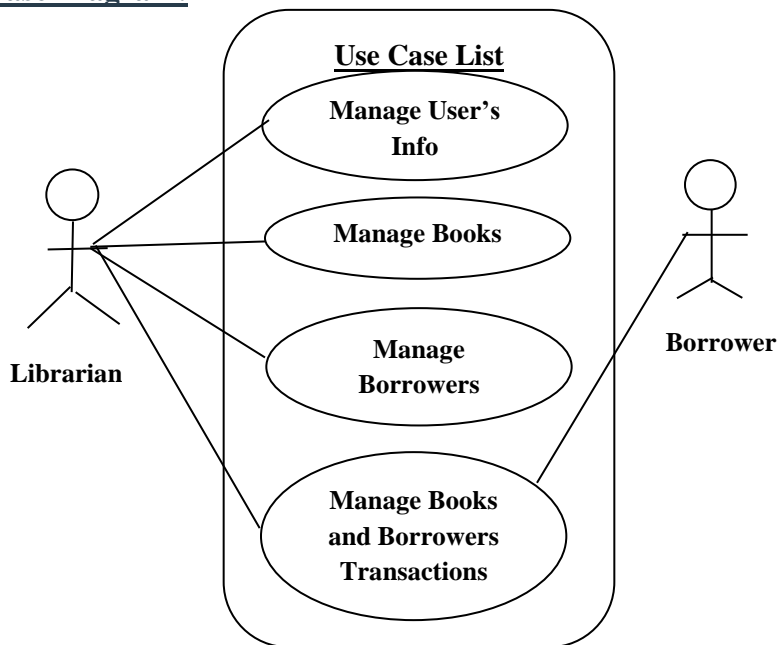 Use Case List
Manage User's
Info
Manage Books
Manage
Borrowers
Librarian
Borrower
Manage Books
and Borrowers
Transactions